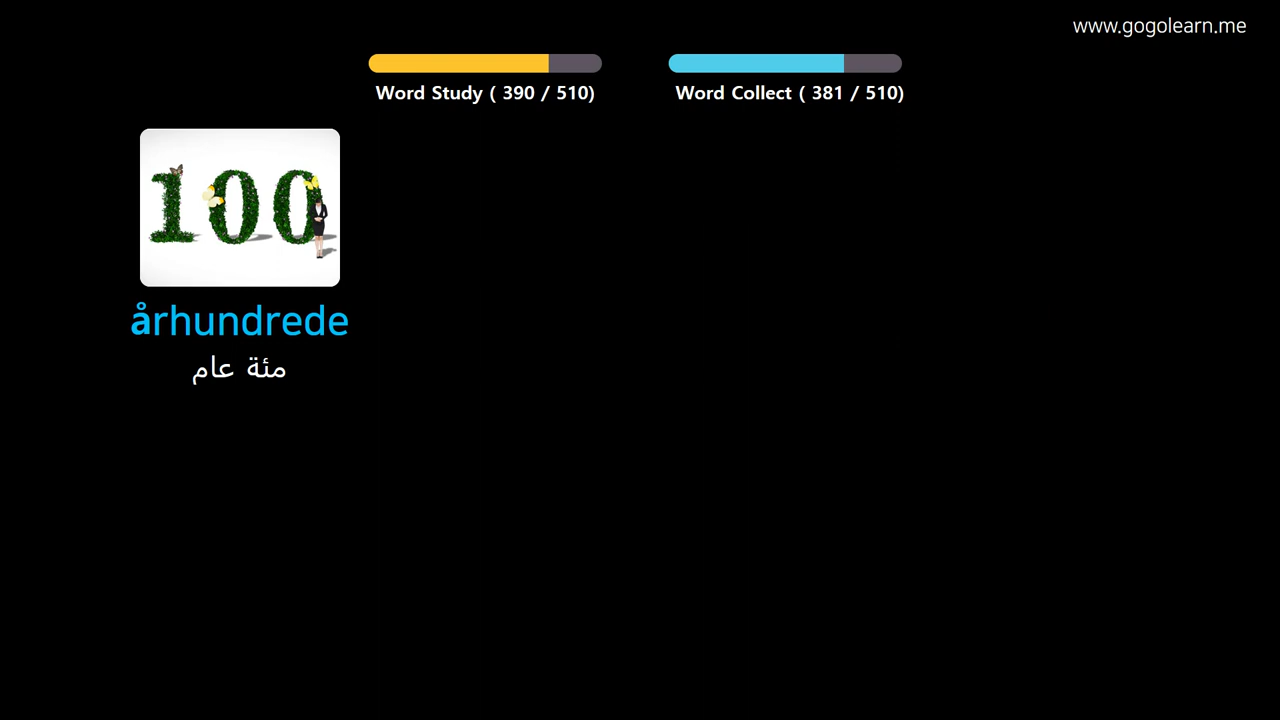 www.gogolearn.me
Word Study ( 390 / 510)
Word Collect ( 381 / 510)
100
århundrede
مئة عام